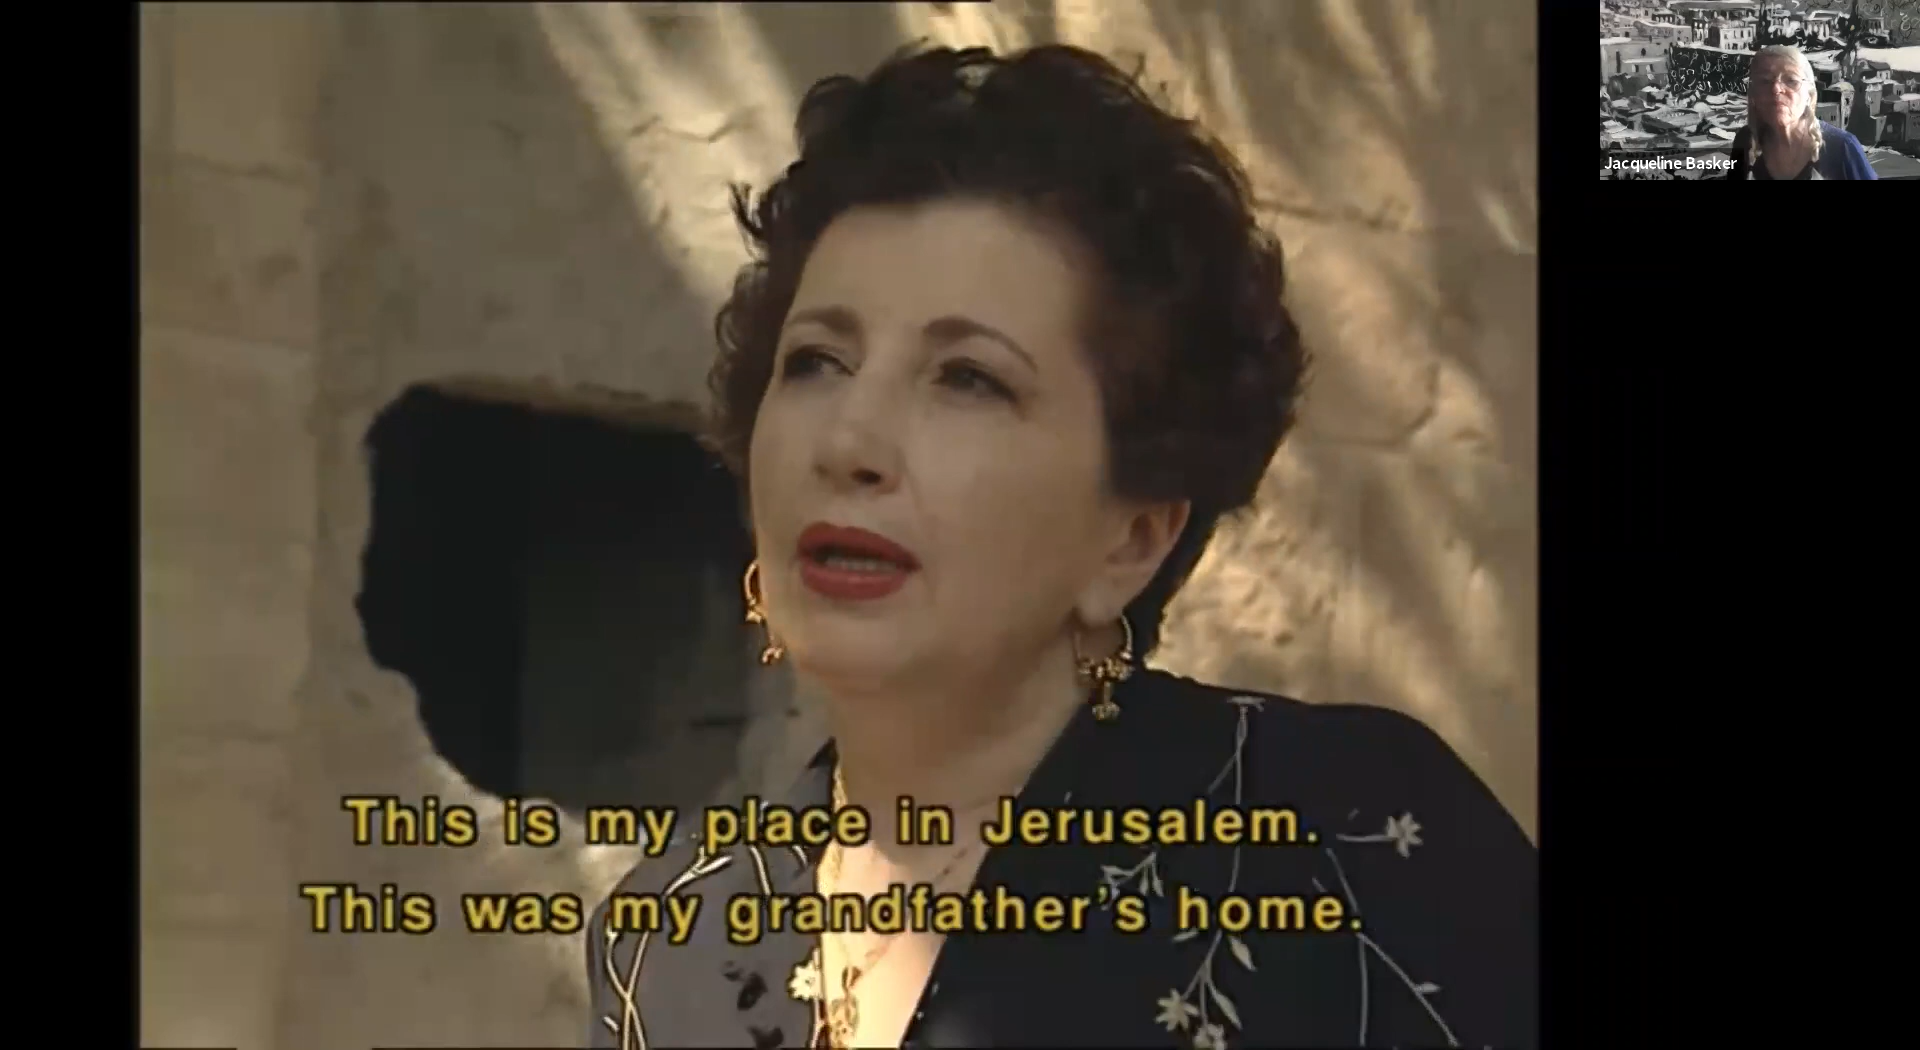 Jacqueline Basker
This is my place in Jerusalem.
This was my grandfather's home.